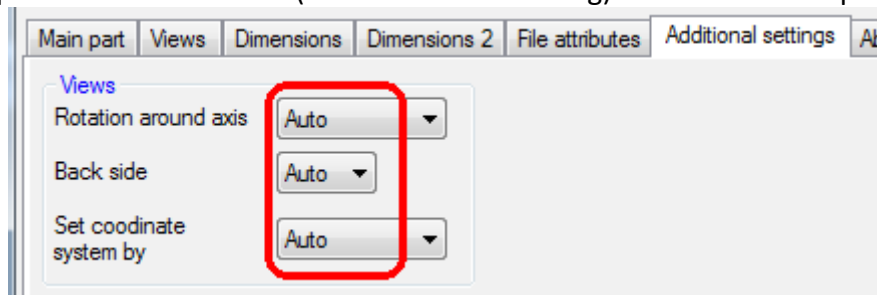 Main part Views Dimensions Dimensions 2 File attributes Additional settings
Views
Rotation around axis Auto
Back side Auto
Set coodinate
system by Auto